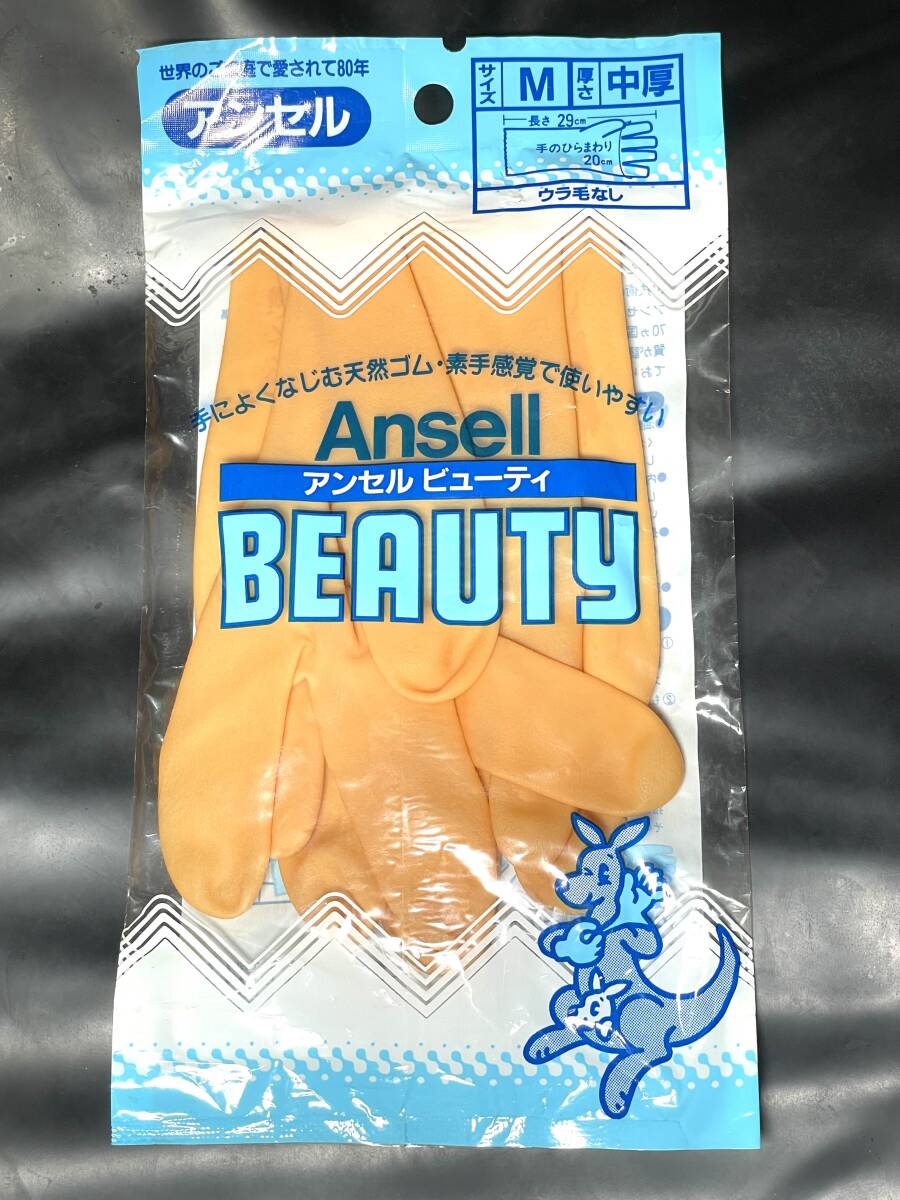 世界のご家庭で愛されて80年
アンセル
サイズ M 厚さ 中厚
長さ 29cm
手のひらまわり
20cm
ウラ毛なし
手によくなじむ天然ゴム・素手感覚で使いやすい
Ansell
アンセル ビューティ
BEAUTY